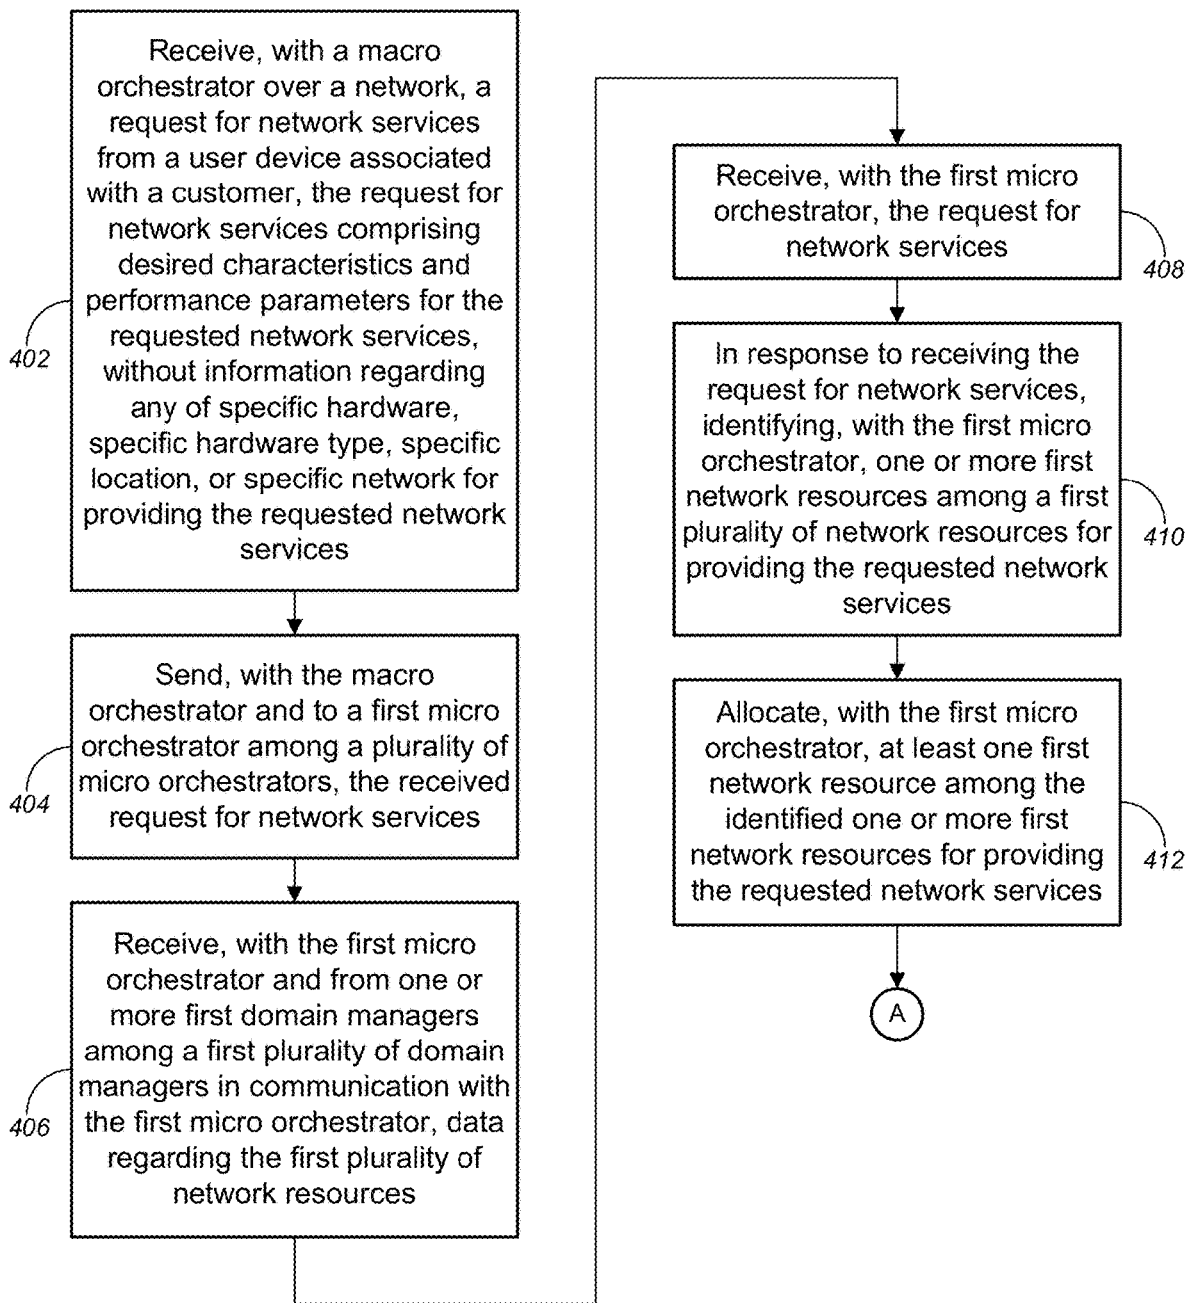 Receive, with a macro
orchestrator over a network, a
request for network services
from a user device associated
with a customer, the request for
network services comprising
desired characteristics and
performance parameters for the
requested network services,
without information regarding
any of specific hardware,
specific hardware type, specific
location, or specific network for
providing the requested network
services
402
Send, with the macro
orchestrator and to a first micro
orchestrator among a plurality of
micro orchestrators, the received
request for network services
404
Receive, with the first micro
orchestrator and from one or
more first domain managers
among a first plurality of domain
managers in communication with
the first micro orchestrator, data
regarding the first plurality of
network resources
406
Receive, with the first micro
orchestrator, the request for
network services
408
In response to receiving the
request for network services,
identifying, with the first micro
orchestrator, one or more first
network resources among a first
plurality of network resources for
providing the requested network
services
410
Allocate, with the first micro
orchestrator, at least one first
network resource among the
identified one or more first
network resources for providing
the requested network services
412
A